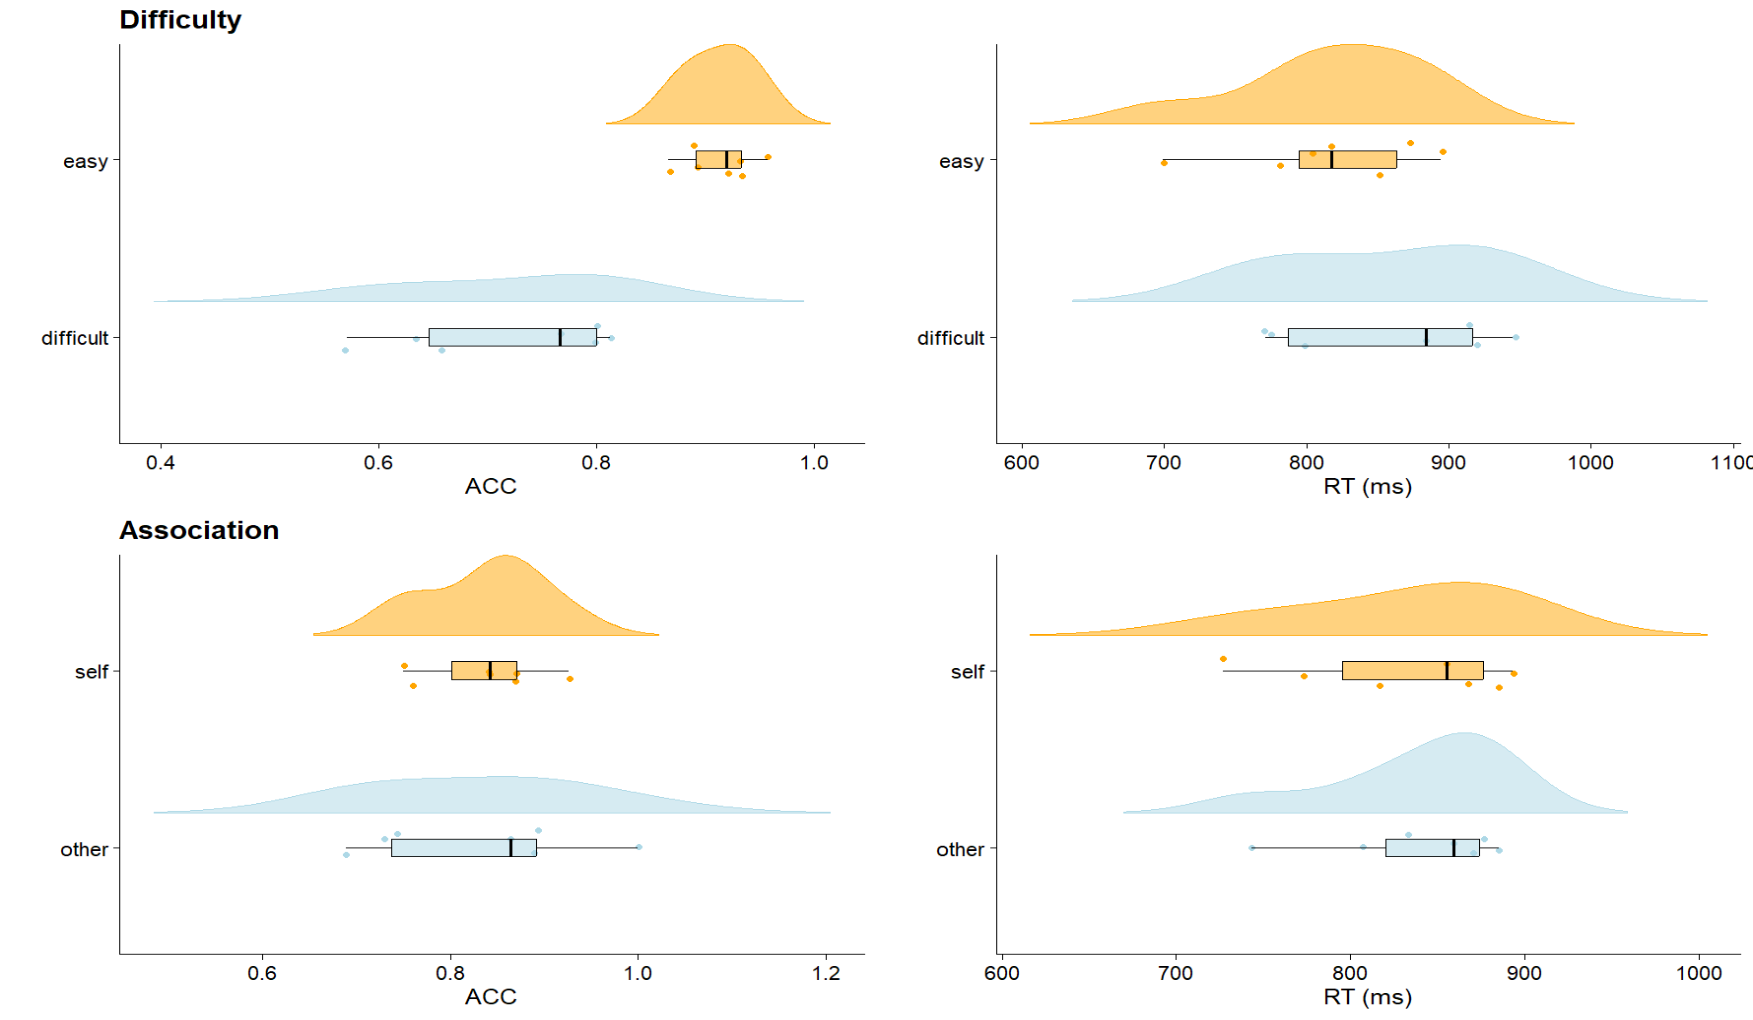 Difficulty
easy
difficult
0.4 0.6 0.8 1.0
ACC
easy
difficult
600 700 800 900 1000 1100
RT (ms)
Association
self
other
0.6 0.8 1.0 1.2
ACC
self
other
600 700 800 900 1000
RT (ms)